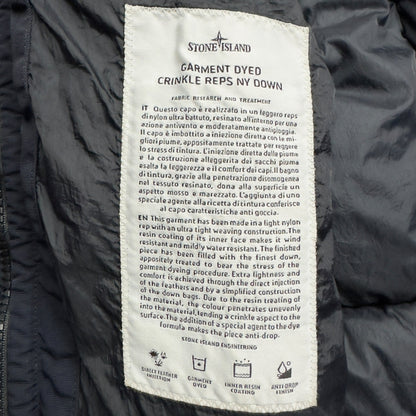 STONE ISLAND
GARMENT DYED
CRINKLE REPS NY DOWN
FABRIC RESEARCH AND TREATMENT
IT Questo capo è realizzato in un leggero reps
di nylon ultra battuto, resinato all'interno per una
azione antivento e moderatamente antigoggia.
Il capo è imbottito a iniezione diretta con le mi-
gliori piume, appositamente trattate per reggere
lo stress di tintura. L'iniezione diretta delle piume
e la costruzione alleggerita dei sacchi piuma
esalta la leggerezza e il comfort dei capi. Il bagno
di tintura, grazie alla penetrazione disomogenea
nel tessuto resinato, dona alla superficie un
aspetto mosso e marezzato. L'aggiunta di uno
speciale agente alla ricetta di tintura conferisce
al capo caratteristiche anti goccia.
EN This garment has been made in a light nylon
rep with an ultra tight weaving construction. The
resin coating of its inner face makes it wind
resistant and mildly water resistant. The finished
piece has been filled with the finest down,
appositely treated to bear the stress of the
garment dyeing procedure. Extra lightness and
comfort is achieved through the direct injection
of the feathers and by a simplified construction
of the down bags. Due to the resin treating of
the material, the colour penetrates unevenly
into the material, lending a crinkle aspect to the
surface. The addition of a special agent to the dye
formula makes the piece anti-drop.
STONE ISLAND ENGINEERING
DIRECT FEATHER
INJECTION
GARMENT
DYED
INNER RESIN
COATING
ANTI DROP
FINISH